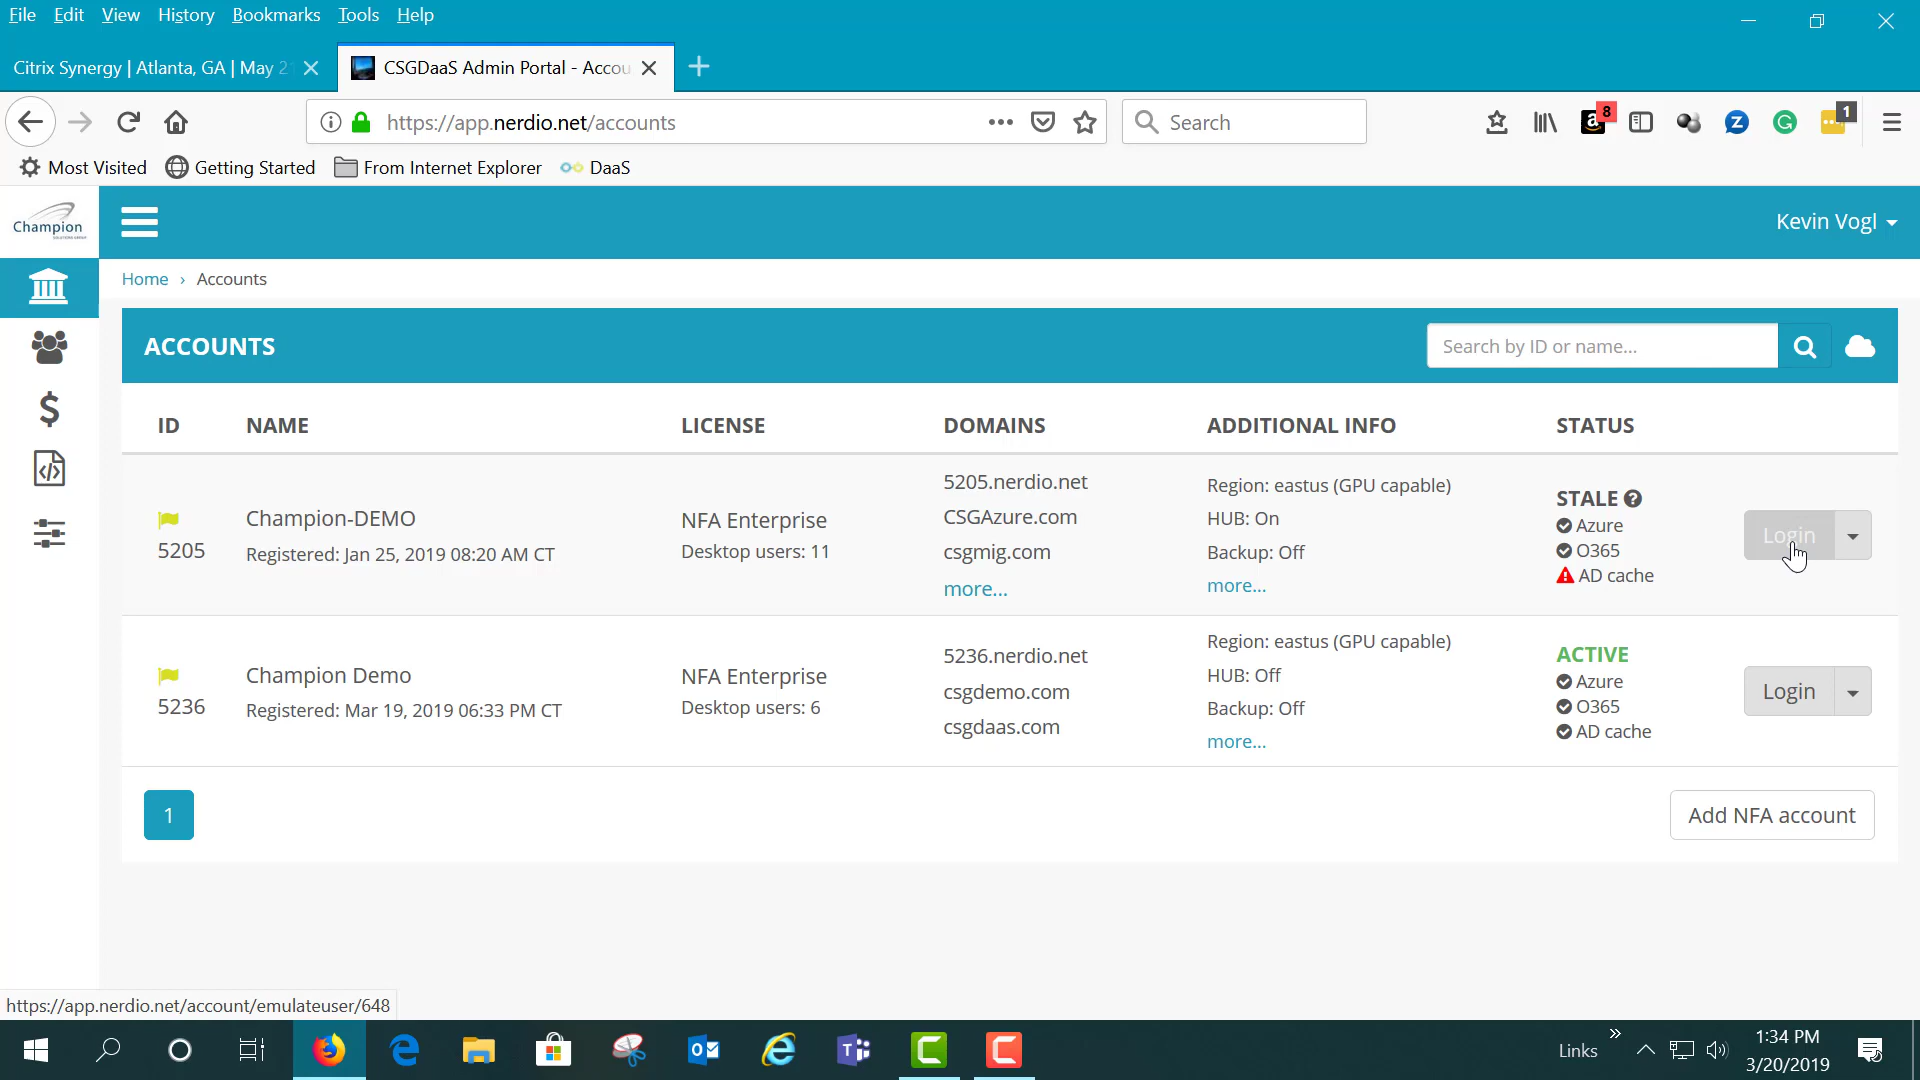 File Edit View History Bookmarks Tools Help
Citrix Synergy | Atlanta, GA | May 2
CSGDaaS Admin Portal - Accou
https://app.nerdio.net/accounts
Search
8
1
Most Visited Getting Started From Internet Explorer DaaS
Champion
Kevin Vogl
Home › Accounts
ACCOUNTS
Search by ID or name...
ID NAME LICENSE DOMAINS ADDITIONAL INFO STATUS
5205
Champion-DEMO
Registered: Jan 25, 2019 08:20 AM CT
NFA Enterprise
Desktop users: 11
5205.nerdio.net
CSGAzure.com
csgmig.com
more...
Region: eastus (GPU capable)
HUB: On
Backup: Off
more...
STALE
Azure
O365
AD cache
Login
5236
Champion Demo
Registered: Mar 19, 2019 06:33 PM CT
NFA Enterprise
Desktop users: 6
5236.nerdio.net
csgdemo.com
csgdaas.com
Region: eastus (GPU capable)
HUB: Off
Backup: Off
more...
ACTIVE
Azure
O365
AD cache
Login
1
Add NFA account
https://app.nerdio.net/account/emulateuser/648
Links
1:34 PM
3/20/2019